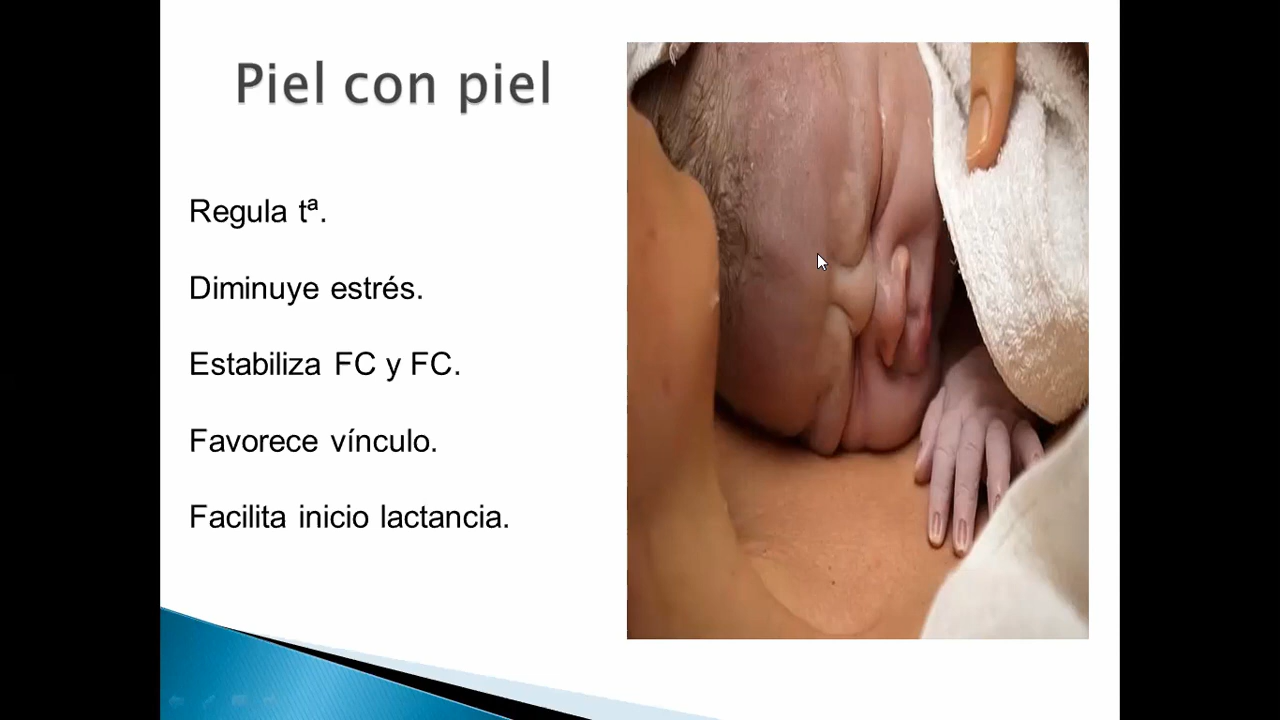 Piel con piel
Regula tª.
Diminuye estrés.
Estabiliza FC y FC.
Favorece vínculo.
Facilita inicio lactancia.